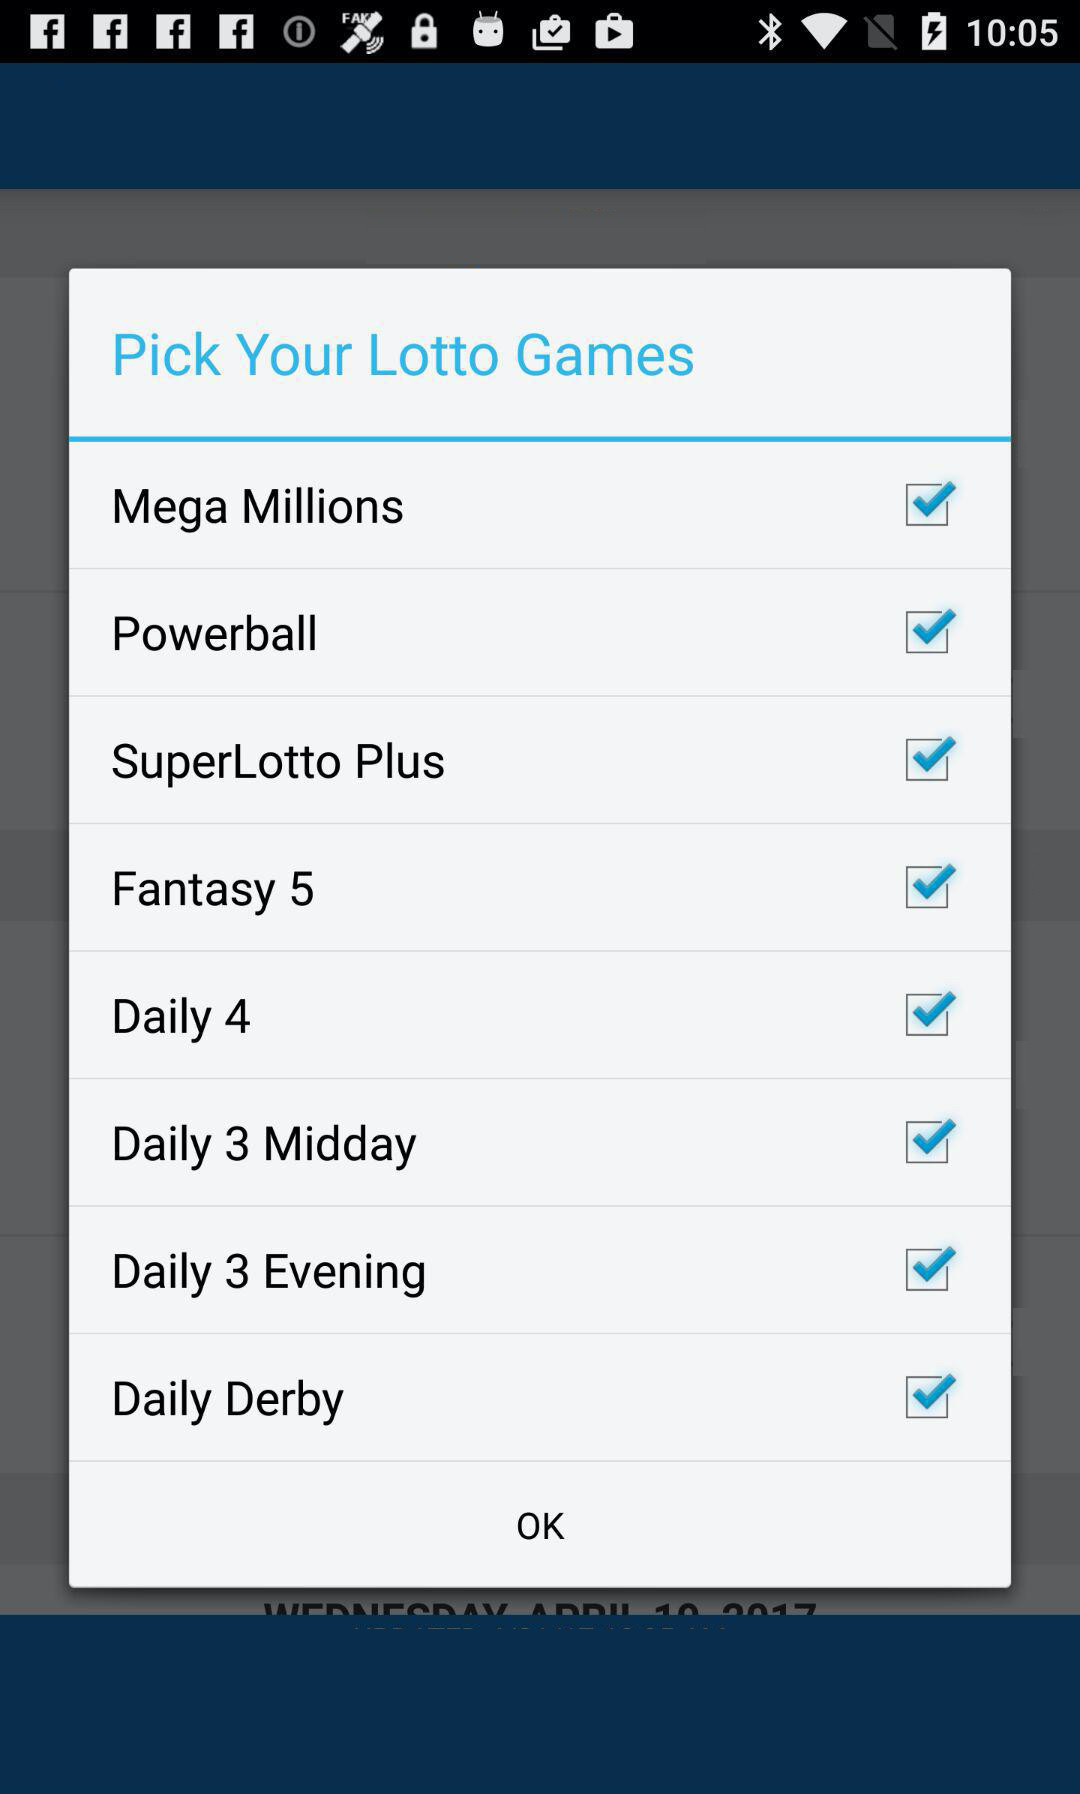 FAKE
10:05
Pick Your Lotto Games
Mega Millions
Powerball
SuperLotto Plus
Fantasy 5
Daily 4
Daily 3 Midday
Daily 3 Evening
Daily Derby
OK
WEDNESDAY, APRIL 19, 2017